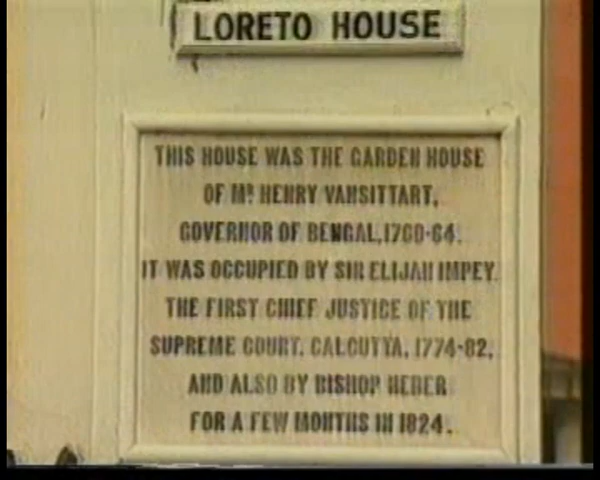 LORETO HOUSE
THIS HOUSE WAS THE GARDEN HOUSE
OF MR HENRY VANSITTART,
GOVERNOR OF BENGAL, 1760-64.
IT WAS OCCUPIED BY SIR ELIJAH IMPEY.
THE FIRST CHIEF JUSTICE OF THE
SUPREME COURT. CALCUTTA, 1774-82,
AND ALSO BY BISHOP HEBER
FOR A FEW MONTHS IN 1824.